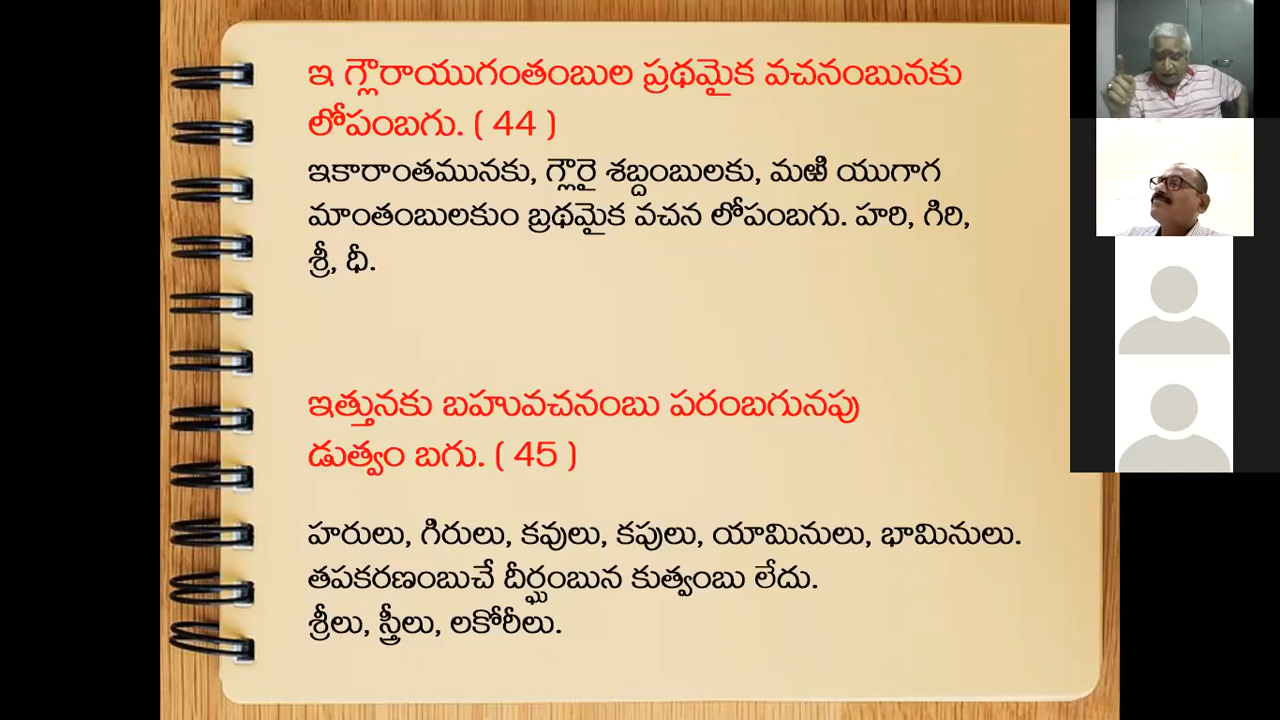 ఇ గ్లౌరాయుగంతంబుల ప్రథమైక వచనంబునకు
లోపంబగు. ( 44 )
ఇకారాంతమునకు, గ్లౌరై శబ్దంబులకు, మఱి యుగాగ
మాంతంబులకుం బ్రథమైక వచన లోపంబగు. హరి, గిరి,
శ్రీ, ధీ.
ఇత్తునకు బహువచనంబు పరంబగునపు
డుత్వం బగు. ( 45 )
హరులు, గిరులు, కవులు, కపులు, యామినులు, భామినులు.
తపకరణంబుచే దీర్ఘంబున కుత్వంబు లేదు.
శ్రీలు, స్త్రీలు, లకోరీలు.